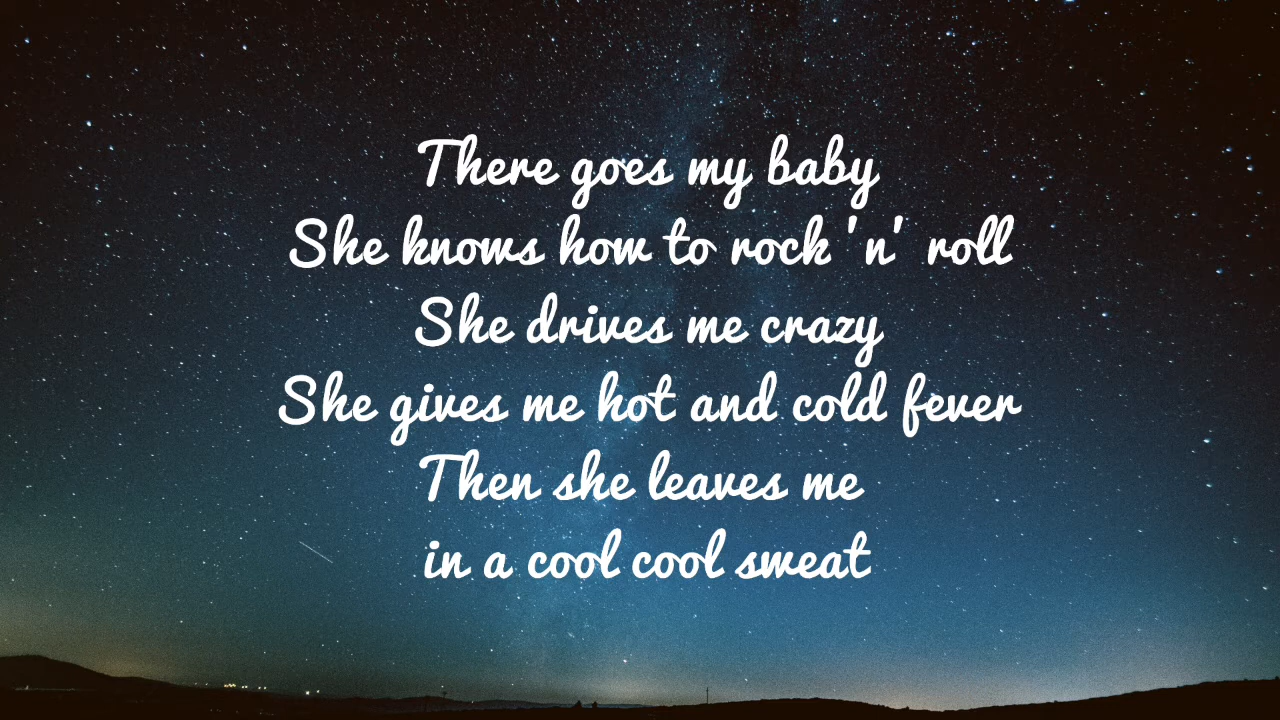 There goes my baby
She knows how to rock 'n' roll
She drives me crazy
She gives me hot and cold fever
Then she leaves me
in a cool cool sweat